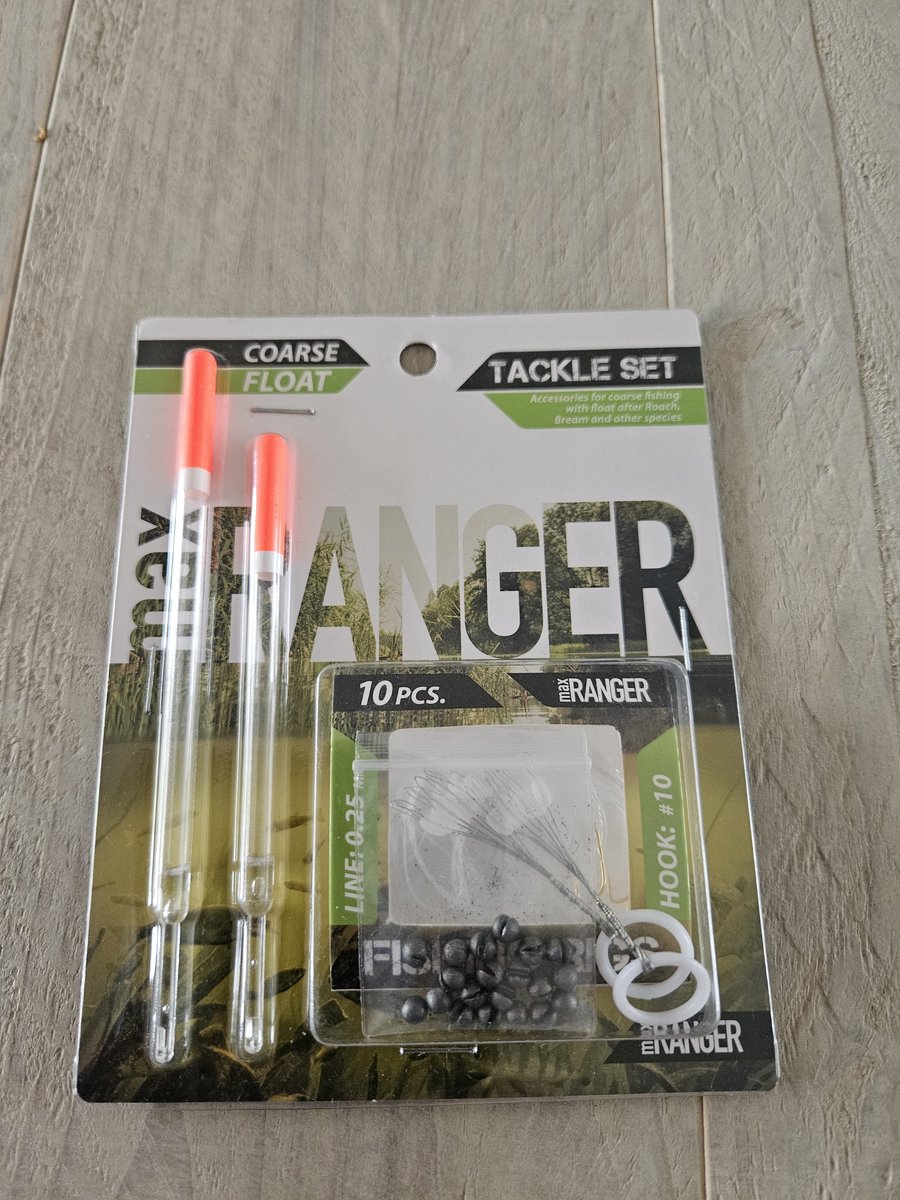 COARSE
FLOAT
TACKLE SET
Accessories for coarse fishing
with float after Roach,
Bream and other species
max
RANGER
10 PCS.
max RANGER
LINE: 0.25
HOOK: #10
RANGER